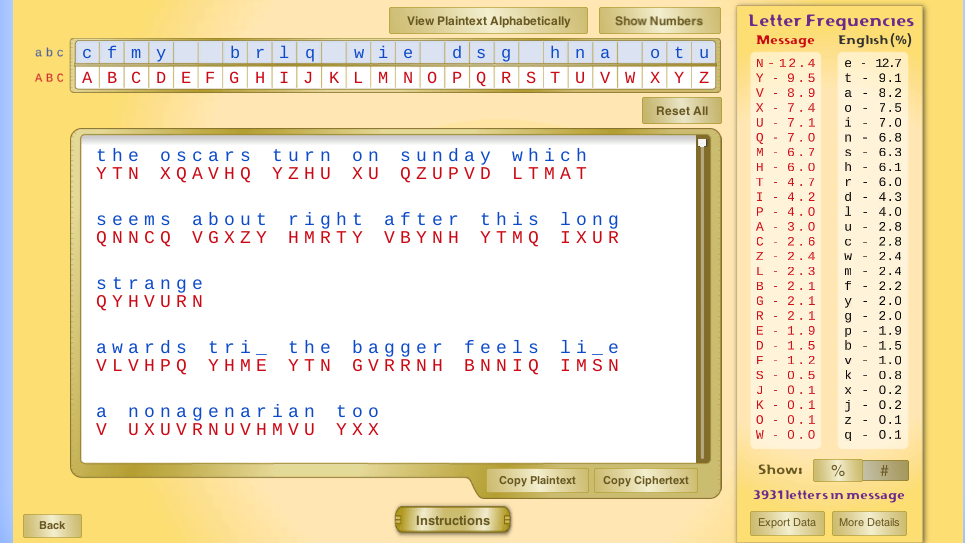 View Plaintext Alphabetically Show Numbers
a b c c f m y b r l q w i e d s g h n a o t u
A B C A B C D E F G H I J K L M N O P Q R S T U V W X Y Z
Reset All
the oscars turn on sunday which
YTN XQAVHQ YZHU XU QZUPVD LTMAT
seems about right after this long
QNNCQ VGXZY HMRTY VBYNH YTMQ IXUR
strange
QYHVURN
awards tri_ the bagger feels li_e
VLVHPQ YHME YTN GVRRNH BNNIQ IMSN
a nonagenarian too
V UXUVRNUVHMVU YXX
Copy Plaintext Copy Ciphertext
Back
Instructions
Letter Frequencies
Message English (%)
N - 12.4 e - 12.7
Y - 9.5 t - 9.1
V - 8.9 a - 8.2
X - 7.4 o - 7.5
U - 7.1 i - 7.0
Q - 7.0 n - 6.8
M - 6.7 s - 6.3
H - 6.0 h - 6.1
T - 4.7 r - 6.0
I - 4.2 d - 4.3
P - 4.0 l - 4.0
A - 3.0 u - 2.8
C - 2.6 c - 2.8
Z - 2.4 w - 2.4
L - 2.3 m - 2.4
B - 2.1 f - 2.2
G - 2.1 y - 2.0
R - 2.1 g - 2.0
E - 1.9 p - 1.9
D - 1.5 b - 1.5
F - 1.2 v - 1.0
S - 0.5 k - 0.8
J - 0.1 x - 0.2
K - 0.1 j - 0.2
O - 0.1 z - 0.1
W - 0.0 q - 0.1
Show: % #
3931 letters in message
Export Data More Details